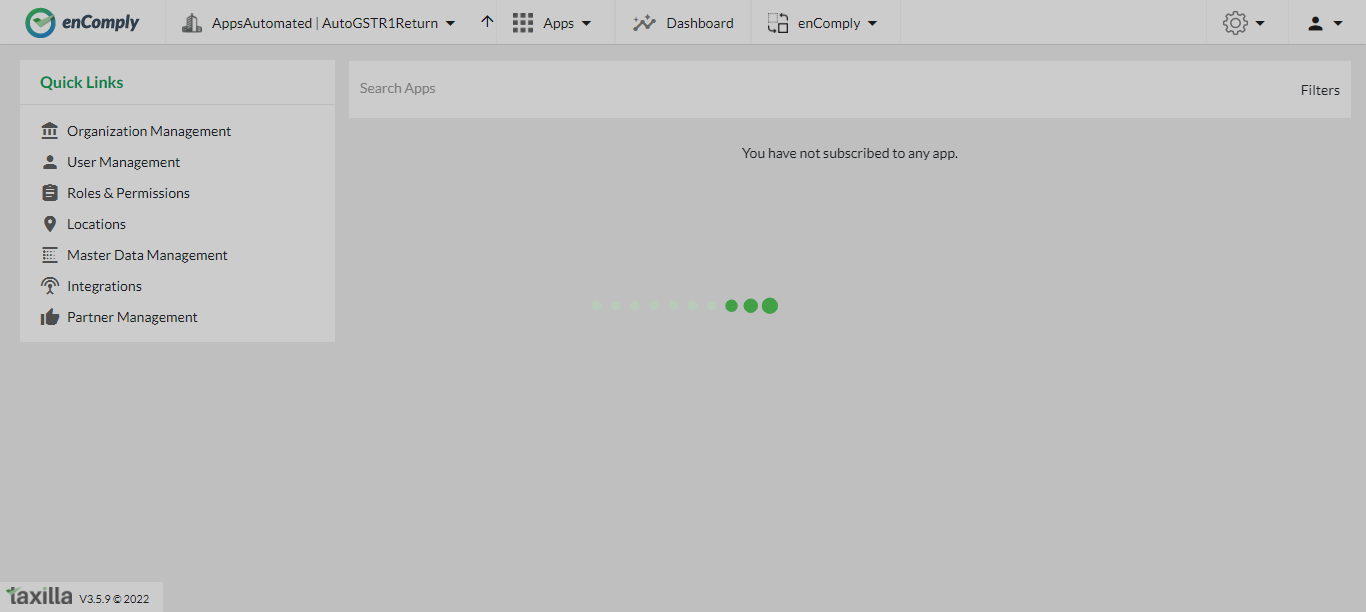 enComply
AppsAutomated | AutoGSTR1Return
Apps
Dashboard
enComply
Quick Links
Organization Management
User Management
Roles & Permissions
Locations
Master Data Management
Integrations
Partner Management
Search Apps
Filters
You have not subscribed to any app.
taxilla V3.5.9 © 2022